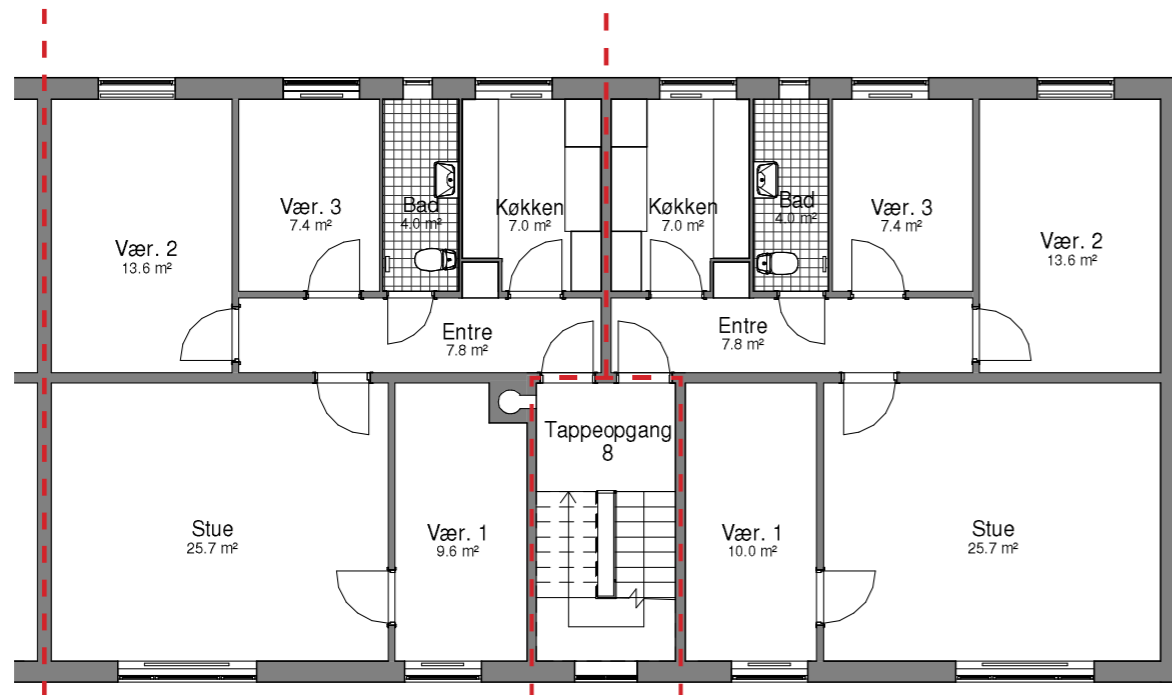 Vær. 3
7.4 m²
Bad
4.0 m²
Køkken
7.0 m²
Køkken
7.0 m²
Bad
4.0 m²
Vær. 3
7.4 m²
Vær. 2
13.6 m²
Vær. 2
13.6 m²
Entre
7.8 m²
Entre
7.8 m²
Tappeopgang
8
Stue
25.7 m²
Vær. 1
9.6 m²
Vær. 1
10.0 m²
Stue
25.7 m²